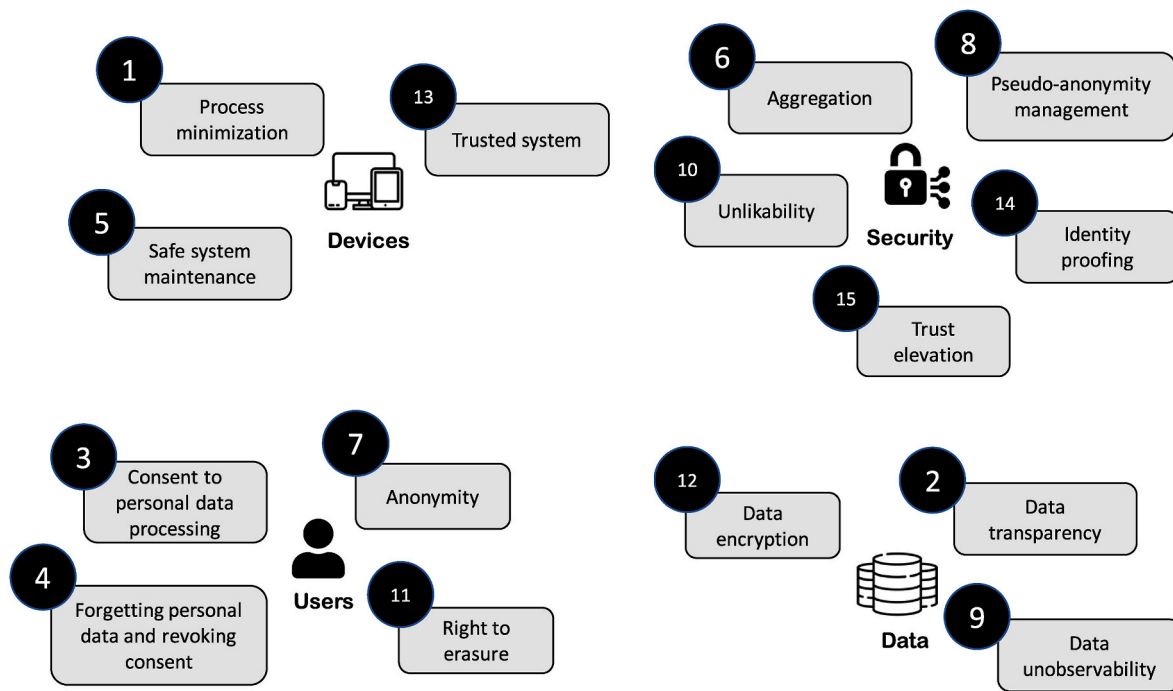 1
Process
minimization
13
Trusted system
5
Safe system
maintenance
Devices
6
Aggregation
8
Pseudo-anonymity
management
10
Unlikability
Security
14
Identity
proofing
15
Trust
elevation
3
Consent to
personal data
processing
7
Anonymity
4
Forgetting personal
data and revoking
consent
Users
11
Right to
erasure
12
Data
encryption
2
Data
transparency
Data
9
Data
unobservability